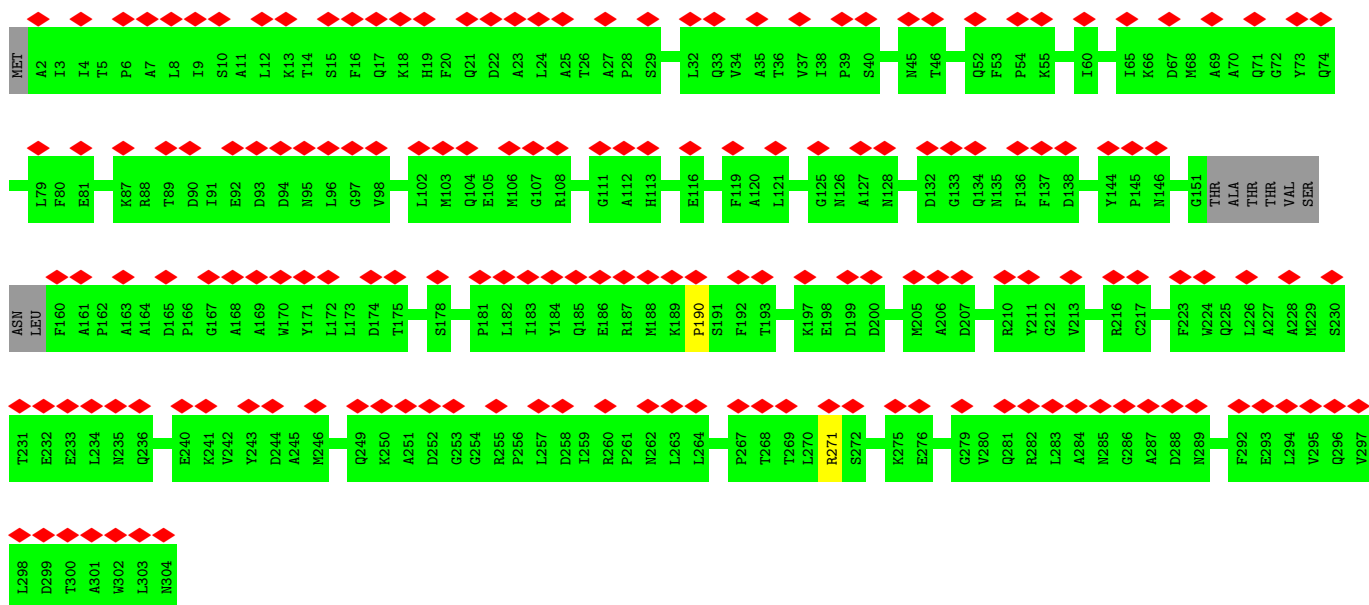 MET A2 I3 I4 T5 P6 A7 L8 I9 S10 A11 L12 K13 T14 S15 F16 Q17 K18 H19 F20 Q21 D22 A23 L24 A25 T26 A27 P28 S29 L32 Q33 V34 A35 T36 V37 I38 P39 S40 N45 T46 Q52 F53 P54 K55 I60 I65 K66 D67 M68 A69 A70 Q71 G72 Y73 Q74
L79 F80 E81 K87 R88 T89 D90 I91 E92 D93 D94 N95 L96 G97 V98 L102 M103 Q104 E105 M106 G107 R108 G111 A112 H113 E116 F119 A120 L121 G125 N126 A127 N128 D132 G133 Q134 N135 F136 F137 D138 Y144 P145 N146 G151 THR ALA THR THR VAL SER
ASN LEU F160 A161 P162 A163 A164 D165 P166 G167 A168 A169 W170 Y171 L172 L173 D174 T175 S178 P181 L182 I183 Y184 Q185 E186 R187 M188 K189 P190 S191 F192 T193 K197 E198 D199 D200 M205 A206 D207 R210 Y211 G212 V213 R216 C217 F223 W224 Q225 L226 A227 A228 M229 S230
T231 E232 E233 L234 N235 Q236 E240 K241 V242 Y243 D244 A245 M246 Q249 K250 A251 D252 G253 G254 R255 P256 L257 D258 I259 R260 P261 N262 L263 L264 P267 T268 T269 L270 R271 S272 K275 E276 G279 V280 Q281 R282 L283 A284 N285 G286 A287 D288 N289 F292 E293 L294 V295 Q296 V297
L298 D299 T300 A301 W302 L303 N304